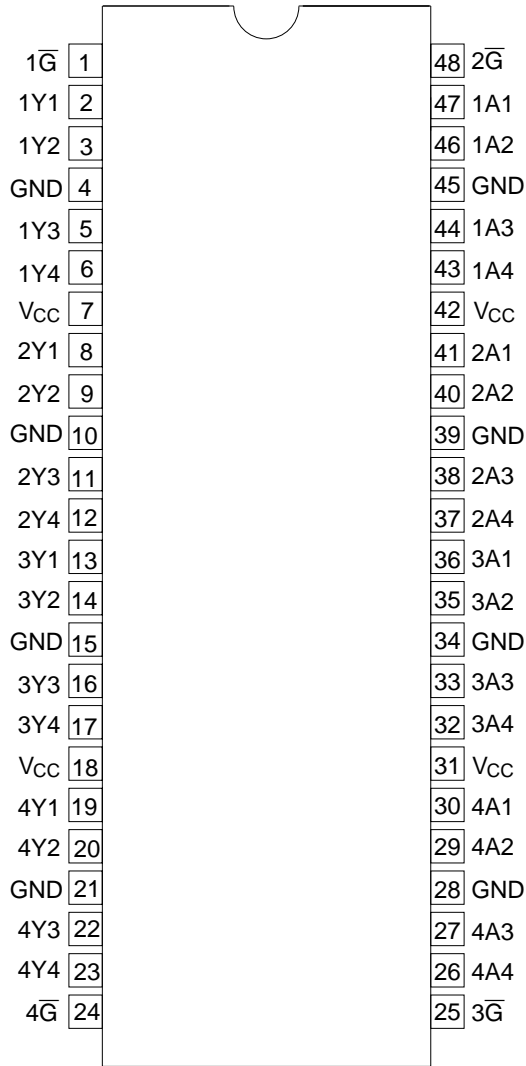 1G̅ 1 48 2G̅
1Y1 2 47 1A1
1Y2 3 46 1A2
GND 4 45 GND
1Y3 5 44 1A3
1Y4 6 43 1A4
VCC 7 42 VCC
2Y1 8 41 2A1
2Y2 9 40 2A2
GND 10 39 GND
2Y3 11 38 2A3
2Y4 12 37 2A4
3Y1 13 36 3A1
3Y2 14 35 3A2
GND 15 34 GND
3Y3 16 33 3A3
3Y4 17 32 3A4
VCC 18 31 VCC
4Y1 19 30 4A1
4Y2 20 29 4A2
GND 21 28 GND
4Y3 22 27 4A3
4Y4 23 26 4A4
4G̅ 24 25 3G̅